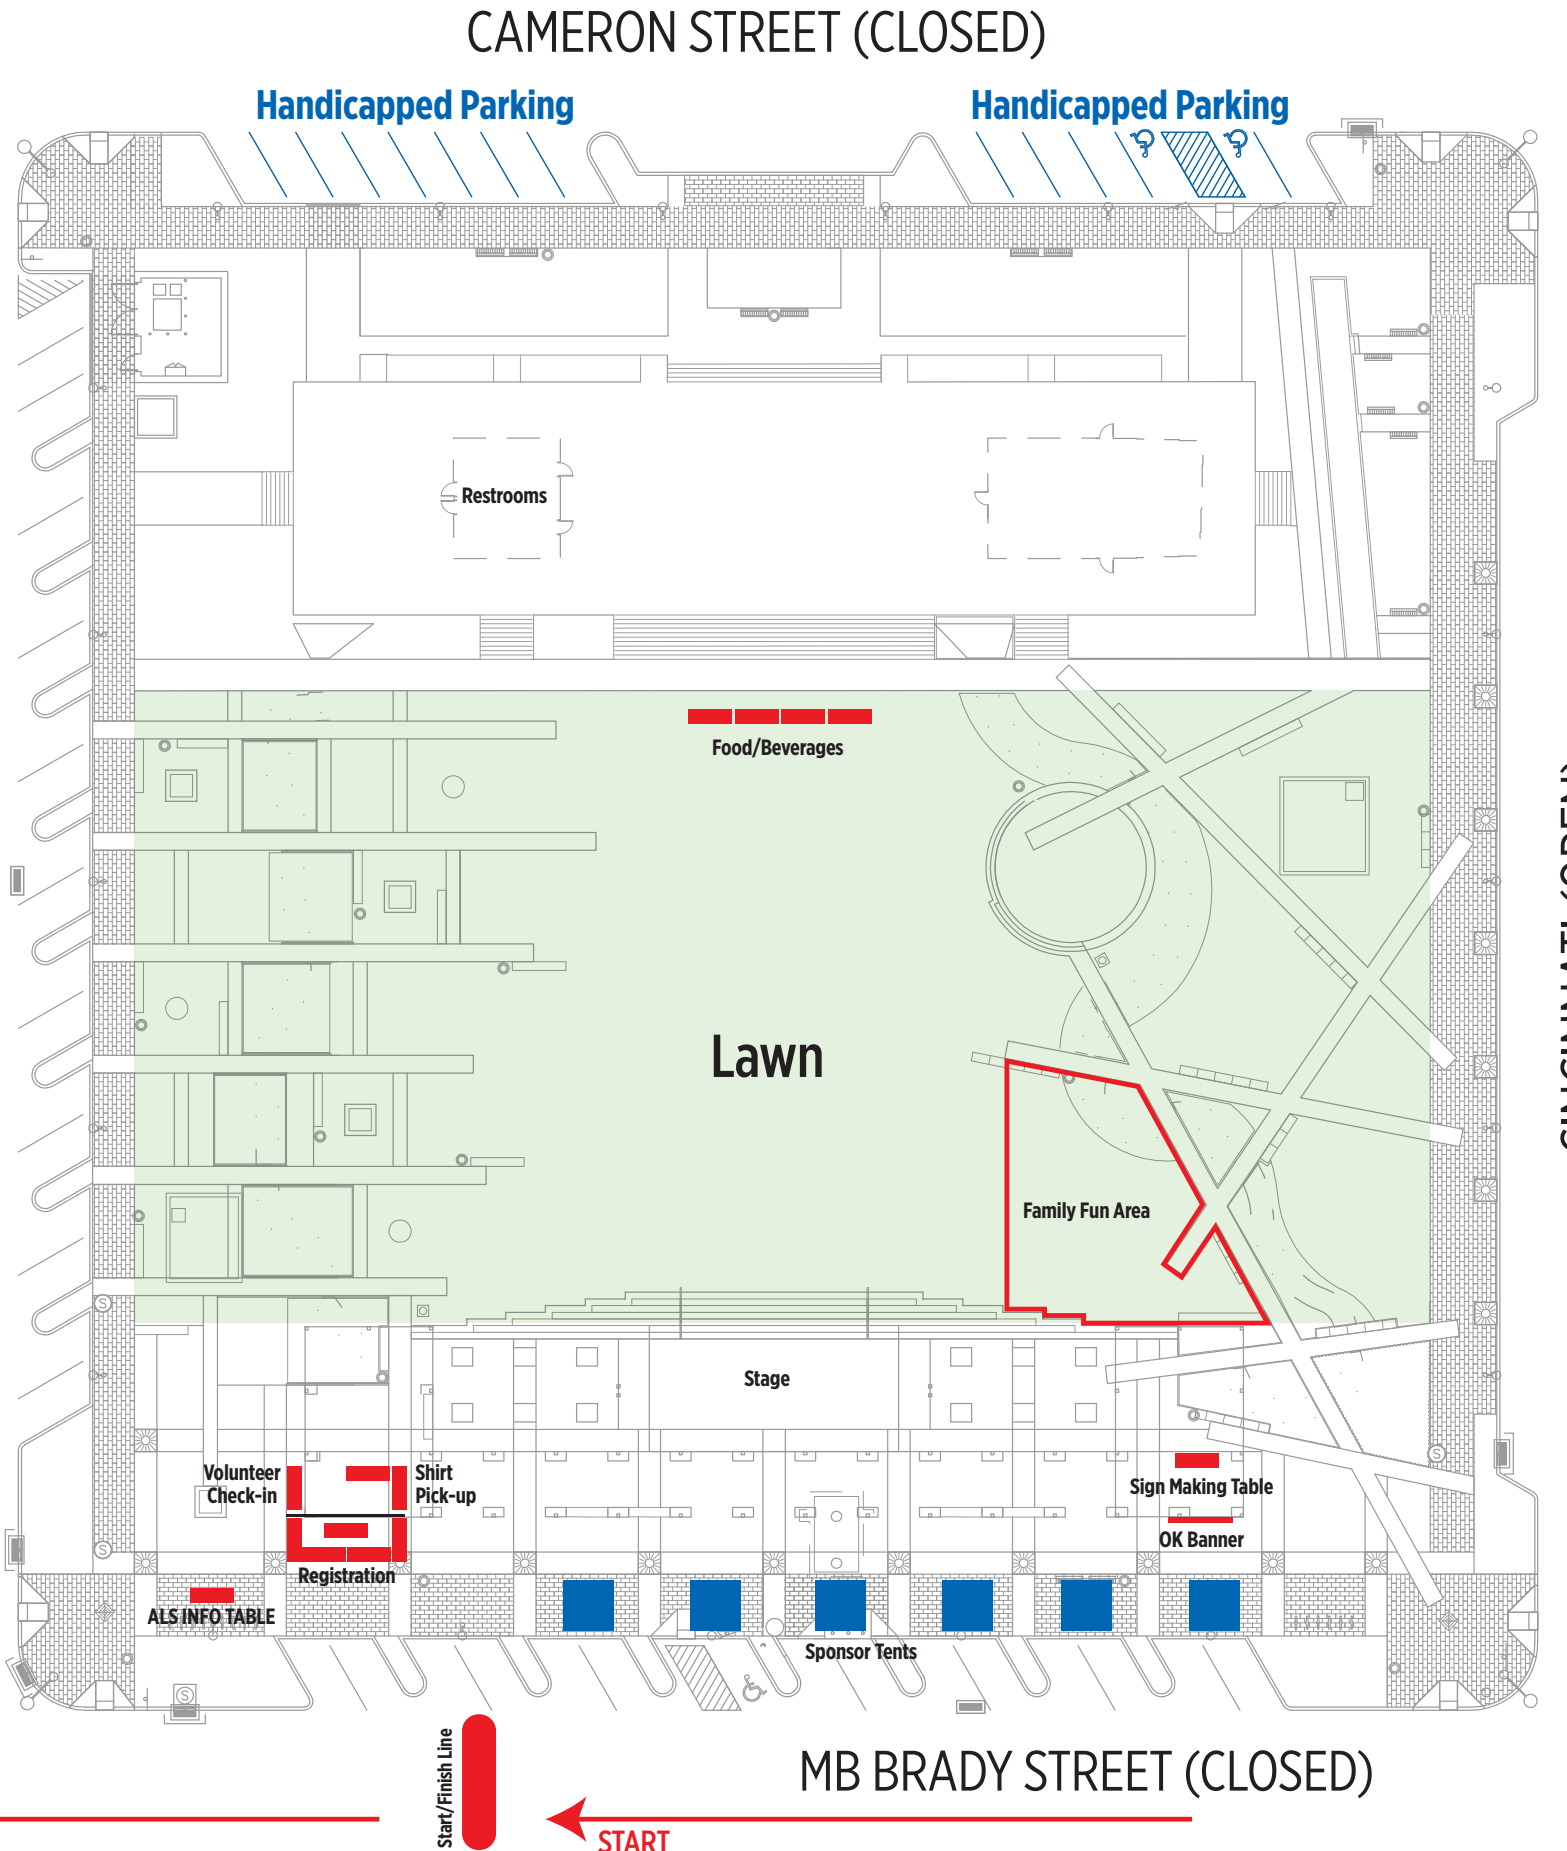 CAMERON STREET (CLOSED)
Handicapped Parking
Handicapped Parking
Restrooms
Food/Beverages
Lawn
Family Fun Area
Stage
Volunteer
Check-in
Shirt
Pick-up
Sign Making Table
OK Banner
Registration
ALS INFO TABLE
Sponsor Tents
S
S
S
S
Start/Finish Line
MB BRADY STREET (CLOSED)
START